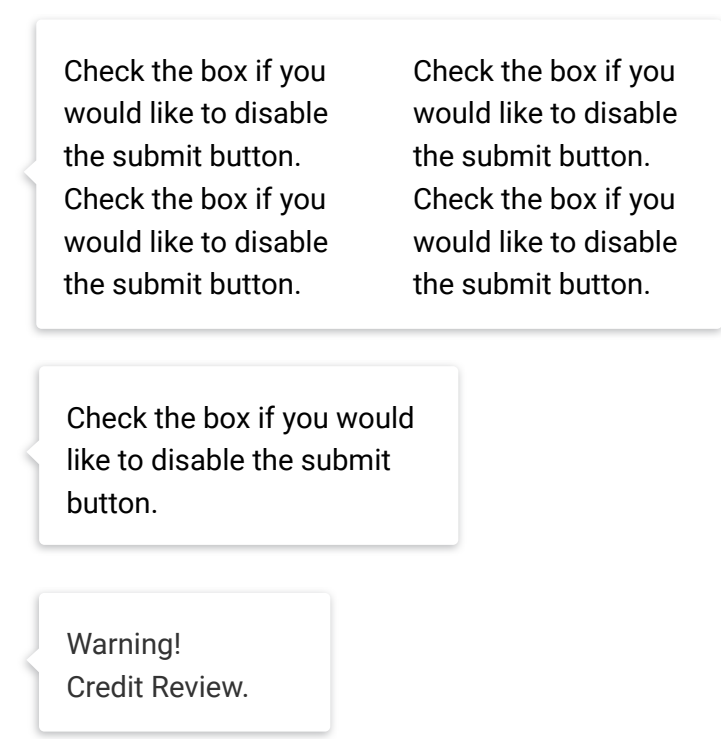 Check the box if you
would like to disable
the submit button.
Check the box if you
would like to disable
the submit button.
Check the box if you
would like to disable
the submit button.
Check the box if you
would like to disable
the submit button.
Check the box if you would
like to disable the submit
button.
Warning!
Credit Review.